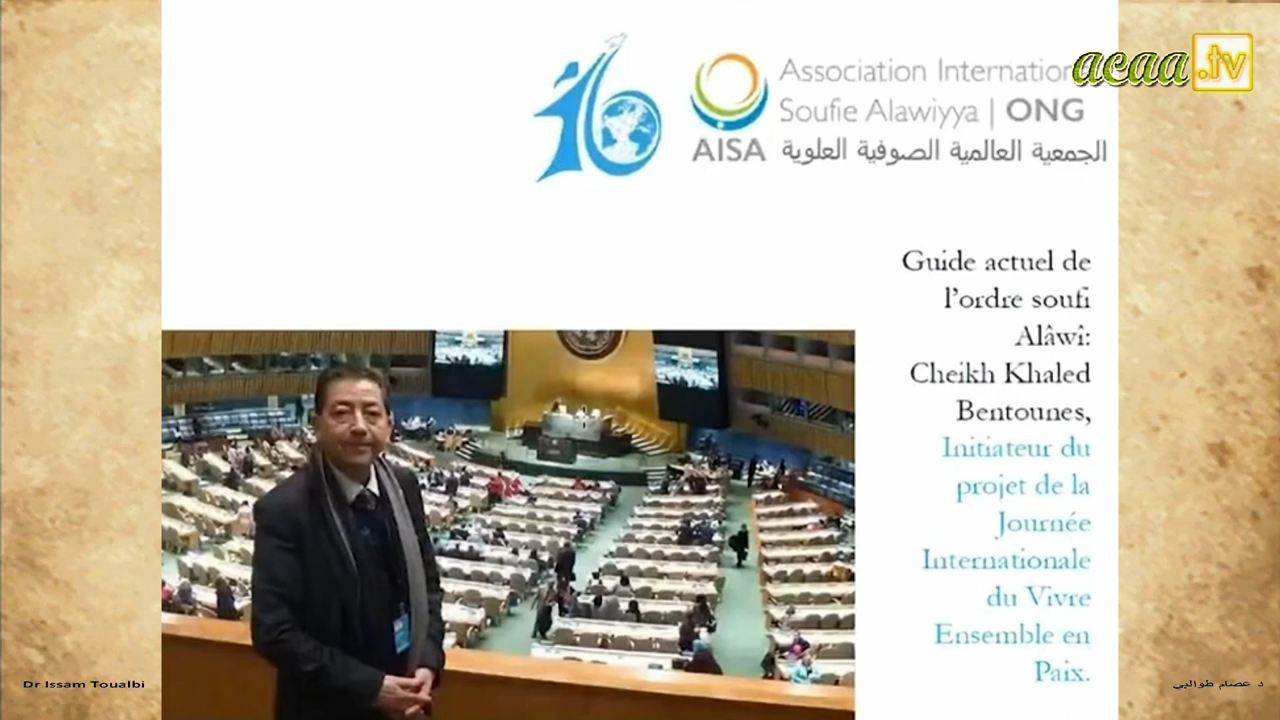 acaa.tv
16
Association Internation
Soufie Alawiyya | ONG
AISA
الجمعية العالمية الصوفية العلوية
Guide actuel de
l'ordre soufi
Alâwî:
Cheikh Khaled
Bentounes,
Initiateur du
projet de la
Journée
Internationale
du Vivre
Ensemble en
Paix.
Dr Issam Toualbi
د عصام طوالبي